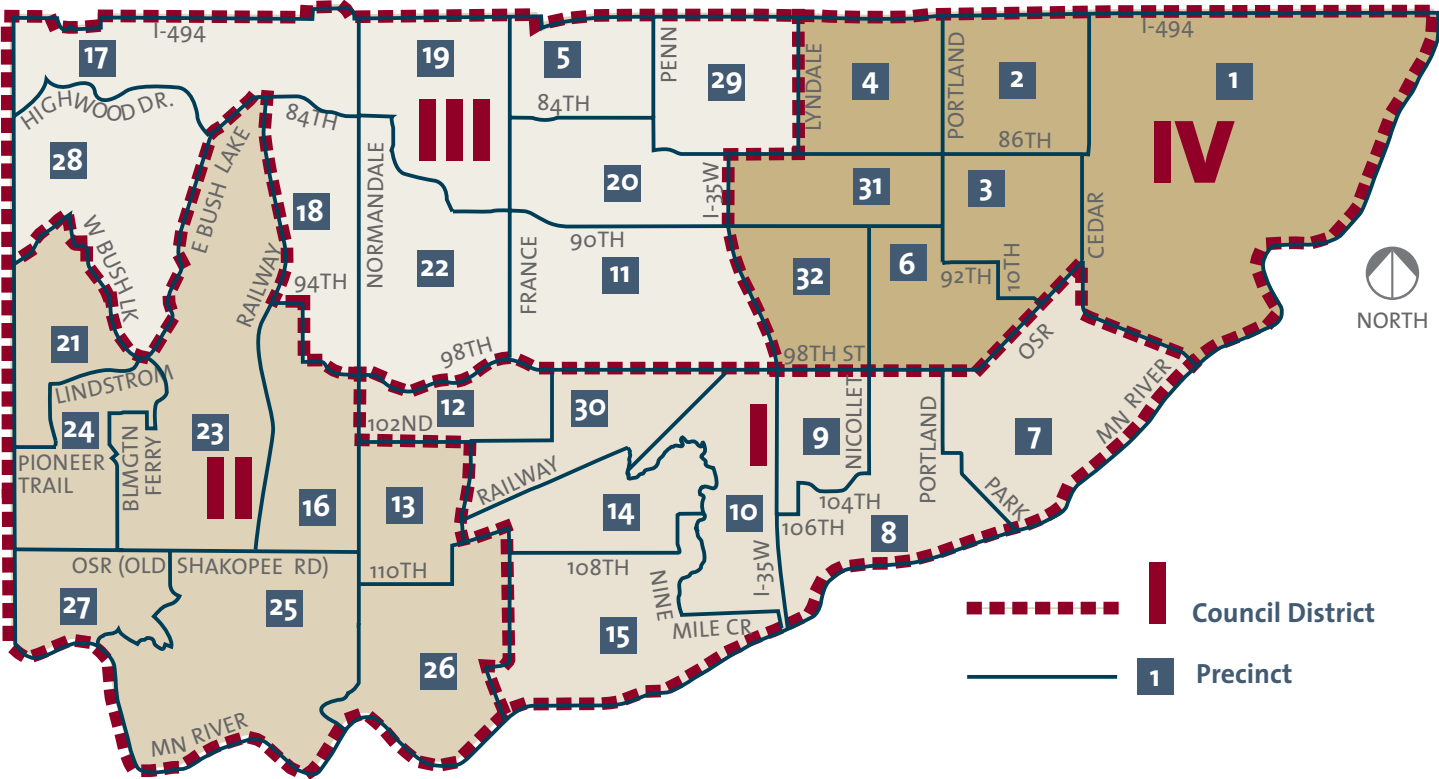 I-494
I-494
17
19
5
PENN
29
LYNDALE
4
PORTLAND
2
1
HIGHWOOD DR.
84TH
84TH
III
86TH
IV
28
E BUSH LAKE
18
NORMANDALE
20
I-35W
31
3
CEDAR
W BUSH LK
RAILWAY
94TH
22
FRANCE
90TH
11
32
6
92TH
10TH
NORTH
21
98TH
98TH ST
OSR
LINDSTROM
24
BLMGTN
FERRY
23
II
102ND
12
30
I
9
NICOLLET
PORTLAND
7
MN RIVER
PIONEER
TRAIL
16
13
RAILWAY
14
10
104TH
106TH
8
PARK
OSR (OLD SHAKOPEE RD)
110TH
108TH
I-35W
27
25
NINE
MILE CR
15
26
MN RIVER
Council District
1
Precinct